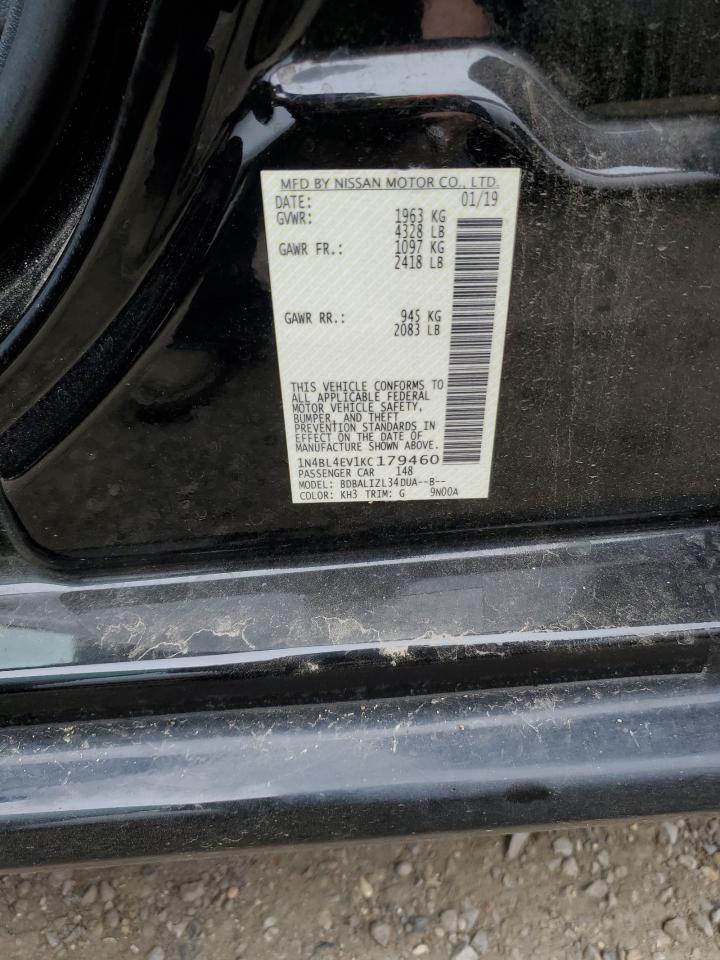 MFD BY NISSAN MOTOR CO., LTD.
DATE: 01/19
GVWR: 1963 KG
4328 LB
GAWR FR.: 1097 KG
2418 LB
GAWR RR.: 945 KG
2083 LB
THIS VEHICLE CONFORMS TO
ALL APPLICABLE FEDERAL
MOTOR VEHICLE SAFETY,
BUMPER, AND THEFT
PREVENTION STANDARDS IN
EFFECT ON THE DATE OF
MANUFACTURE SHOWN ABOVE.
1N4BL4EV1KC179460
PASSENGER CAR 148
MODEL: BDBALIZL34DUA--B--
COLOR: KH3 TRIM: G 9N00A